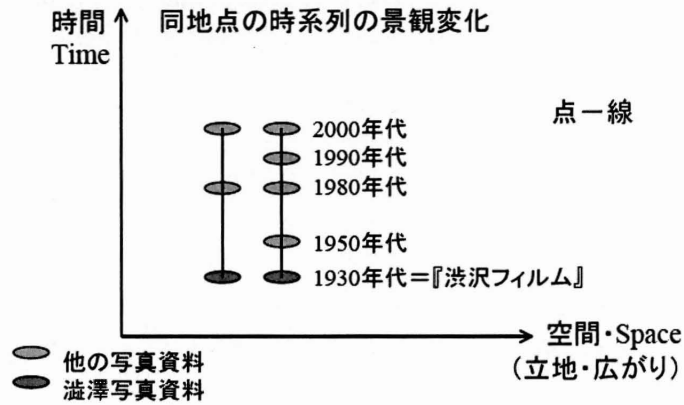 時間
Time
同地点の時系列の景観変化
点ー線
2000年代
1990年代
1980年代
1950年代
1930年代＝『渋沢フィルム』
空間・Space
（立地・広がり）
他の写真資料
澁澤写真資料